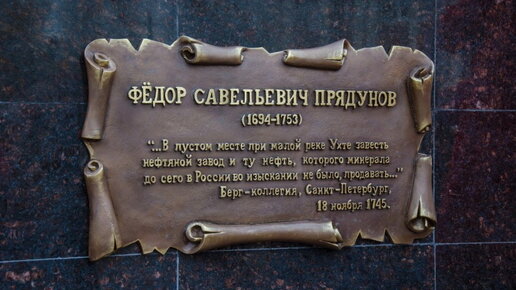 ФЁДОР САВЕЛЬЕВИЧ ПРЯДУНОВ
(1694-1753)
"...В пустом месте при малой реке Ухте завесть
нефтяной завод и ту нефть, которого минерала
до сего в России во изыскании не было, продавать..."
Берг-коллегия, Санкт-Петербург,
18 ноября 1745.